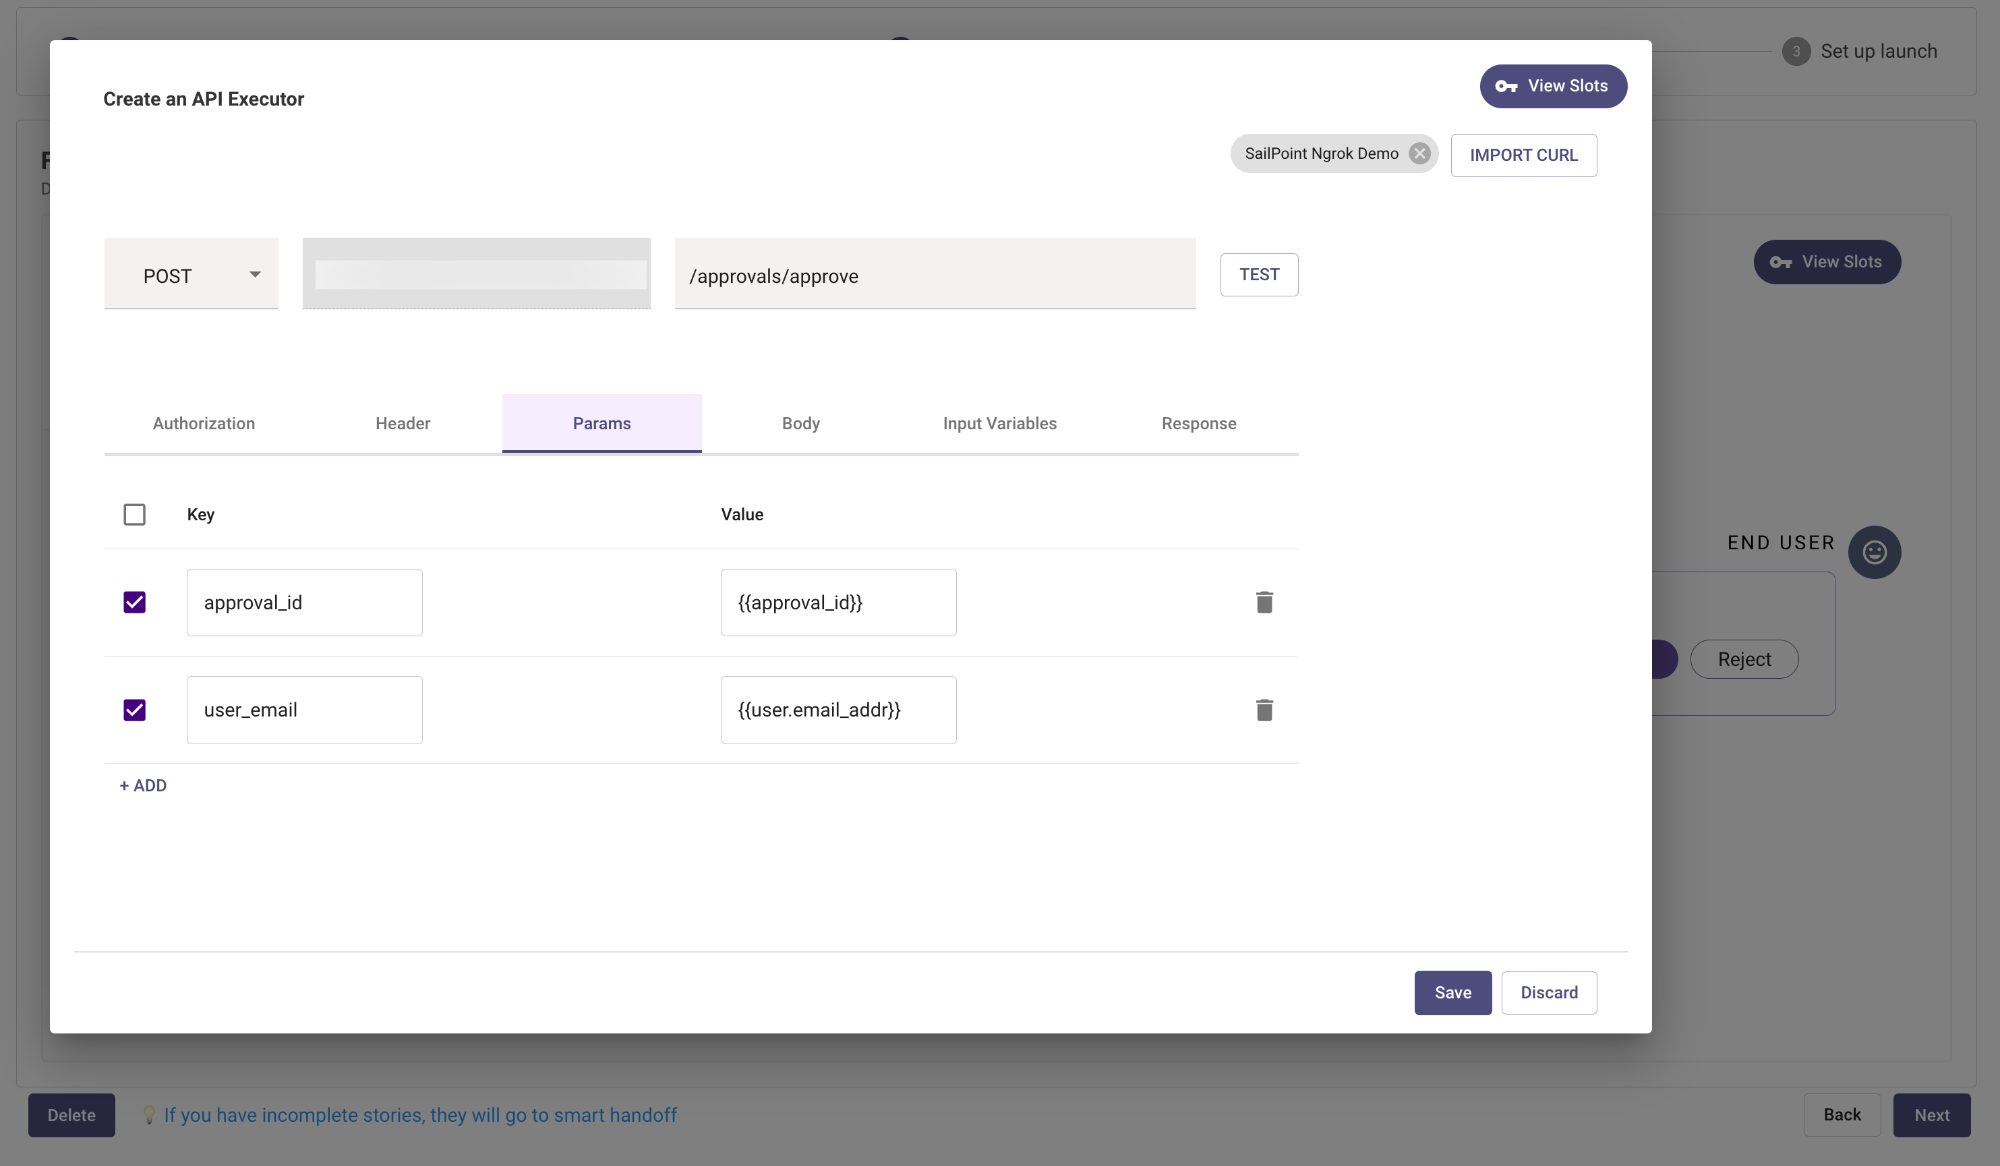 3 Set up launch
Create an API Executor
View Slots
SailPoint Ngrok Demo
IMPORT CURL
POST
/approvals/approve
TEST
View Slots
Authorization
Header
Params
Body
Input Variables
Response
Key
Value
END USER
approval_id
{{approval_id}}
Reject
user_email
{{user.email_addr}}
+ ADD
Save
Discard
Delete
If you have incomplete stories, they will go to smart handoff
Back
Next